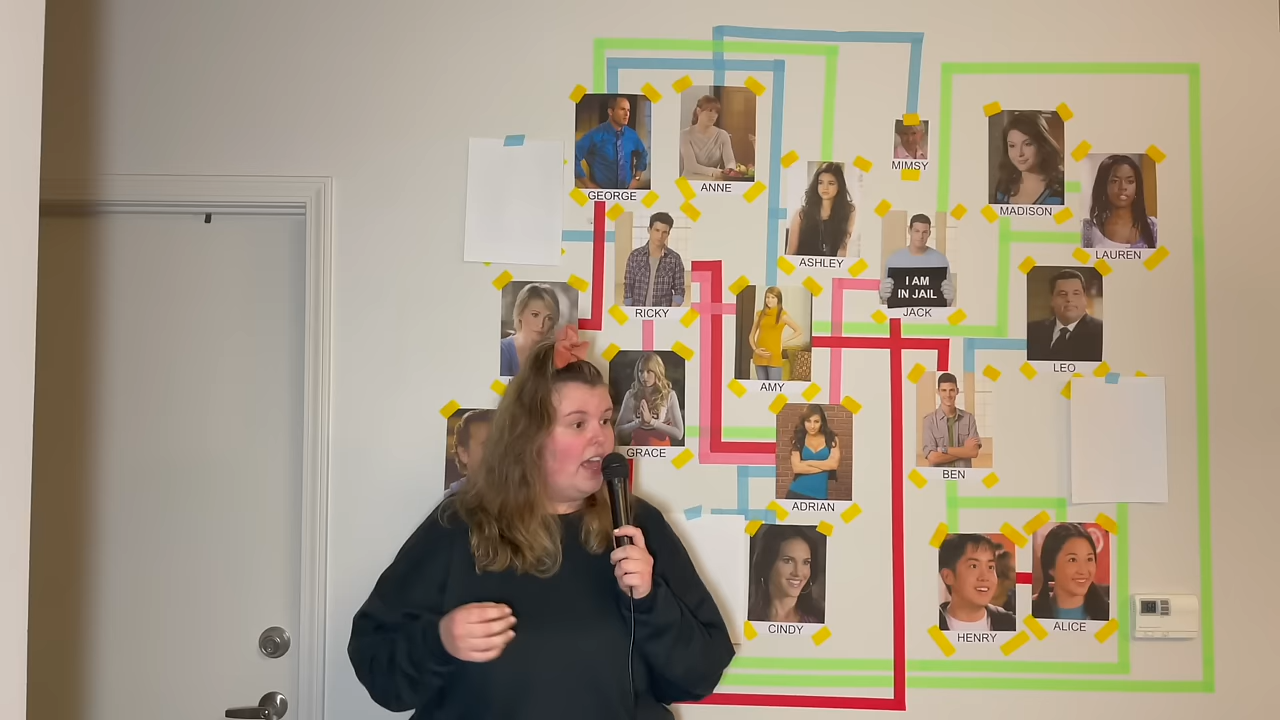 GEORGE
ANNE
MIMSY
MADISON
LAUREN
ASHLEY
RICKY
I AM
IN JAIL
JACK
LEO
AMY
GRACE
BEN
ADRIAN
CINDY
HENRY
ALICE